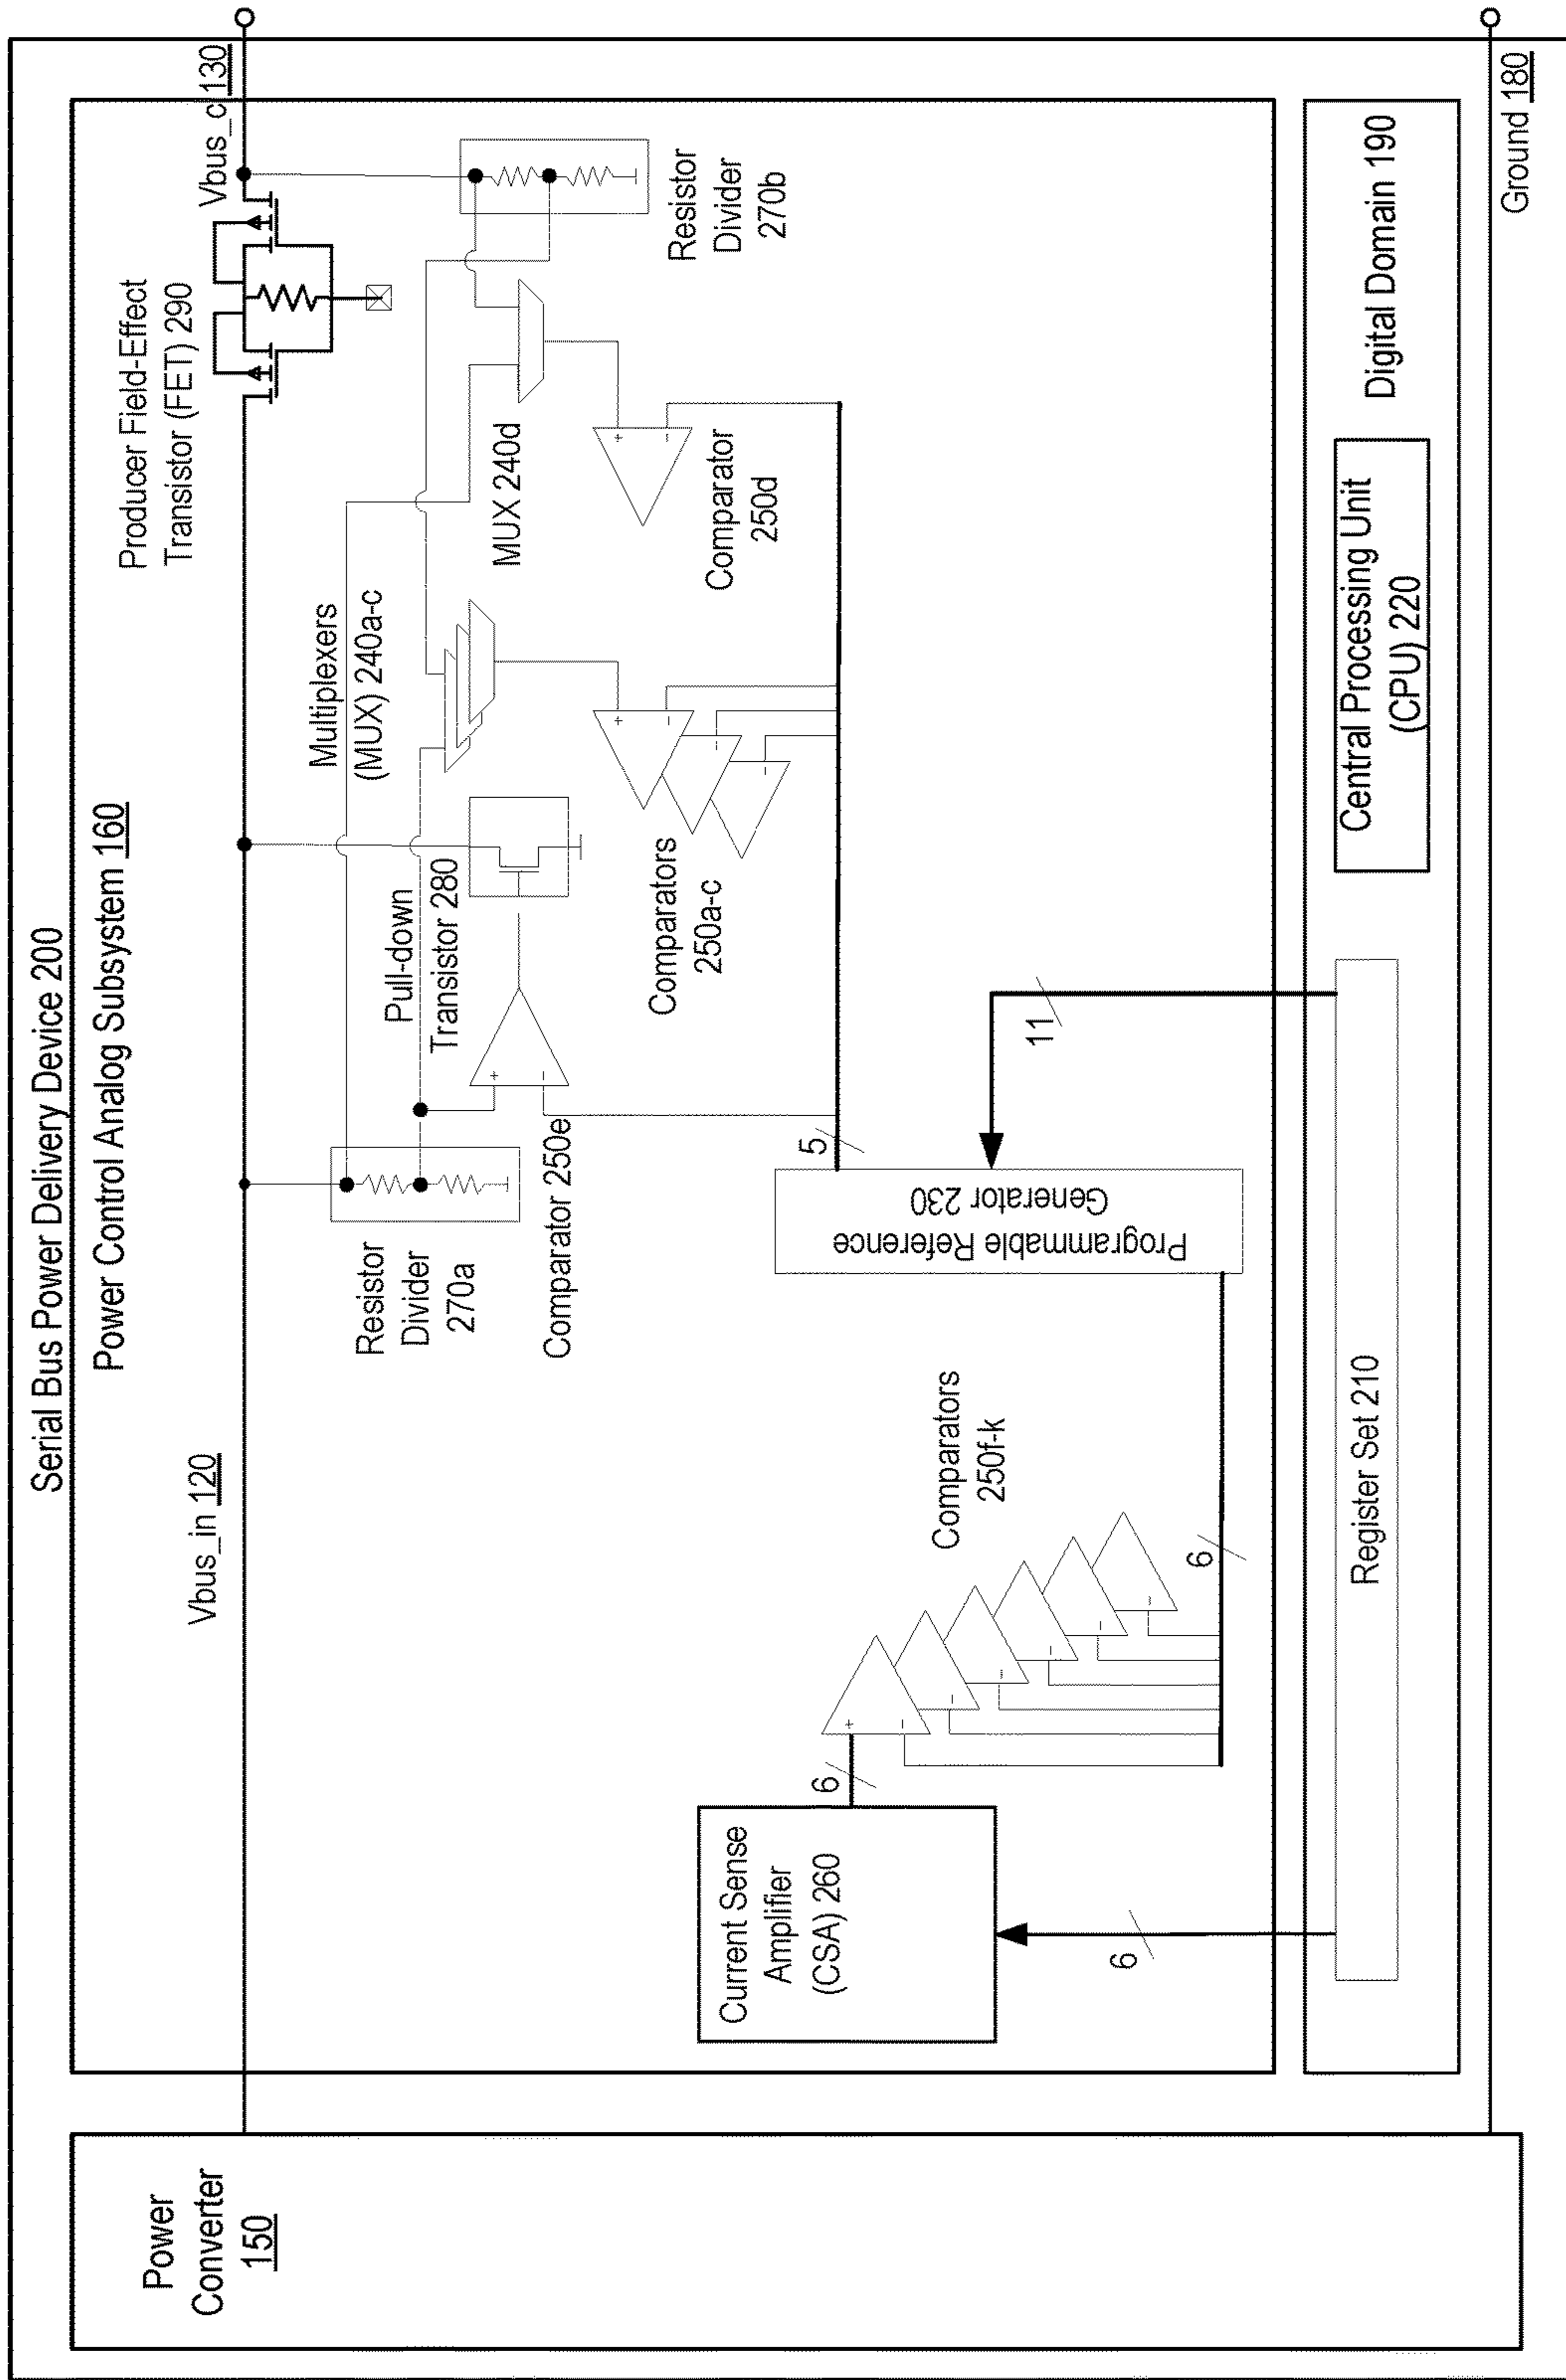 Serial Bus Power Delivery Device 200
Power Control Analog Subsystem 160
Power
Converter
150
Vbus_in 120
Producer Field-Effect
Transistor (FET) 290
Vbus_c 130
Resistor
Divider
270a
Multiplexers
(MUX) 240a-c
Pull-down
Transistor 280
+
−
Comparator 250e
MUX 240d
Resistor
Divider
270b
+
−
−
−
Comparators
250a-c
+
−
Comparator
250d
5
Programmable Reference
Generator 230
11
Current Sense
Amplifier
(CSA) 260
6
+
−
−
−
−
−
−
Comparators
250f-k
6
6
Register Set 210
Central Processing Unit
(CPU) 220
Digital Domain 190
Ground 180